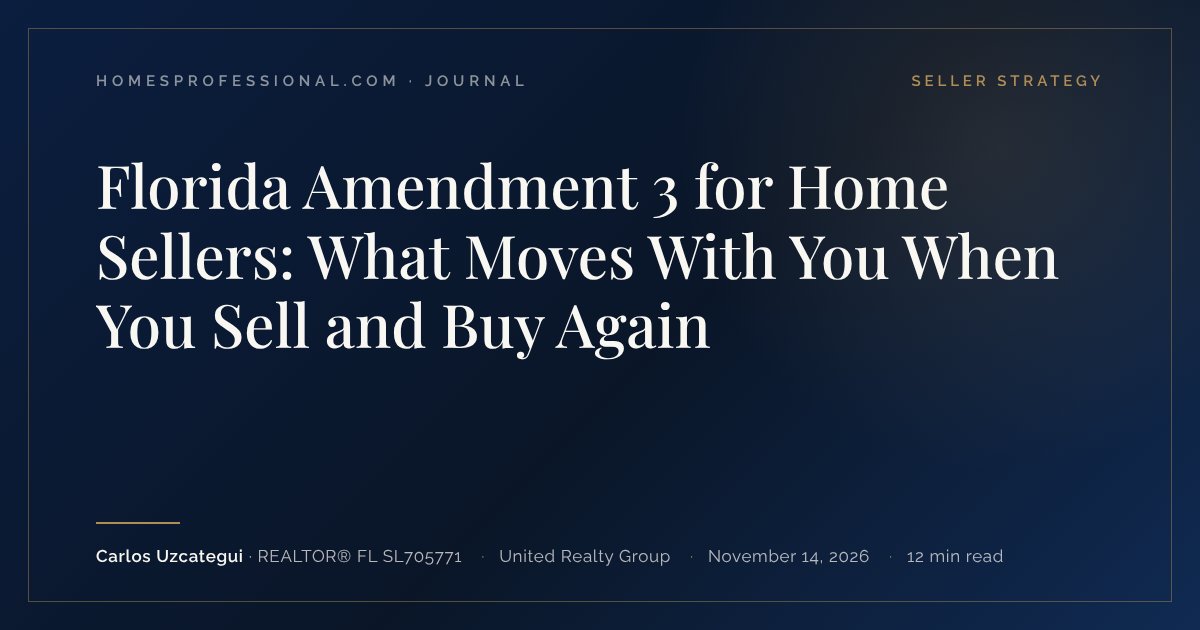 HOMESPROFESSIONAL.COM · JOURNAL
SELLER STRATEGY
Florida Amendment 3 for Home
Sellers: What Moves With You When
You Sell and Buy Again
Carlos Uzcategui · REALTOR® FL SL705771 · United Realty Group · November 14, 2026 · 12 min read